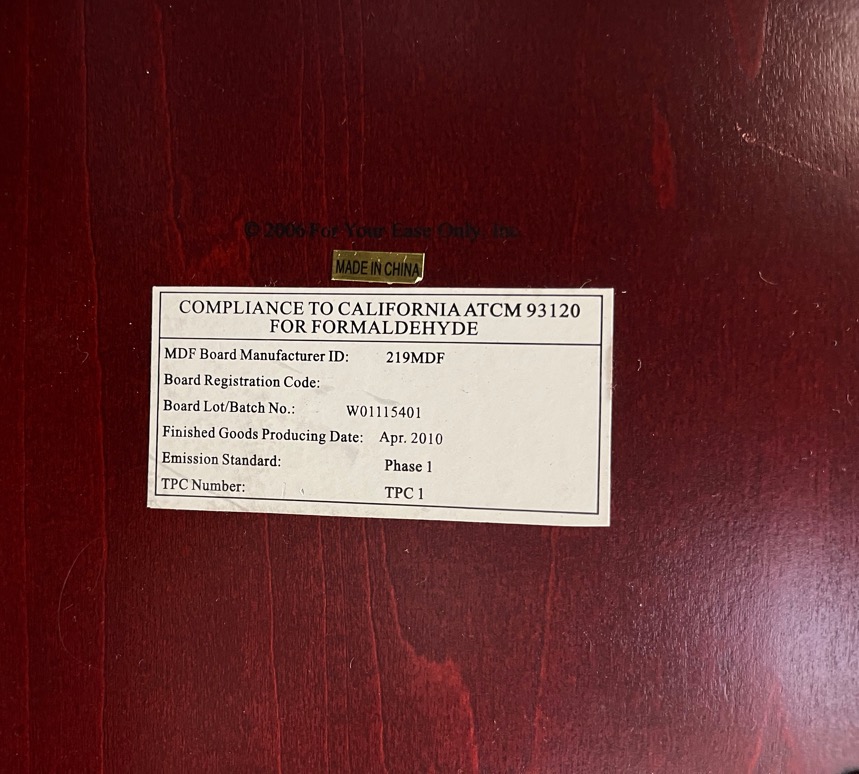 © 2006 For Your Ease Only, Inc.
MADE IN CHINA
COMPLIANCE TO CALIFORNIA ATCM 93120
FOR FORMALDEHYDE
MDF Board Manufacturer ID: 219MDF
Board Registration Code:
Board Lot/Batch No.: W01115401
Finished Goods Producing Date: Apr. 2010
Emission Standard: Phase 1
TPC Number: TPC 1